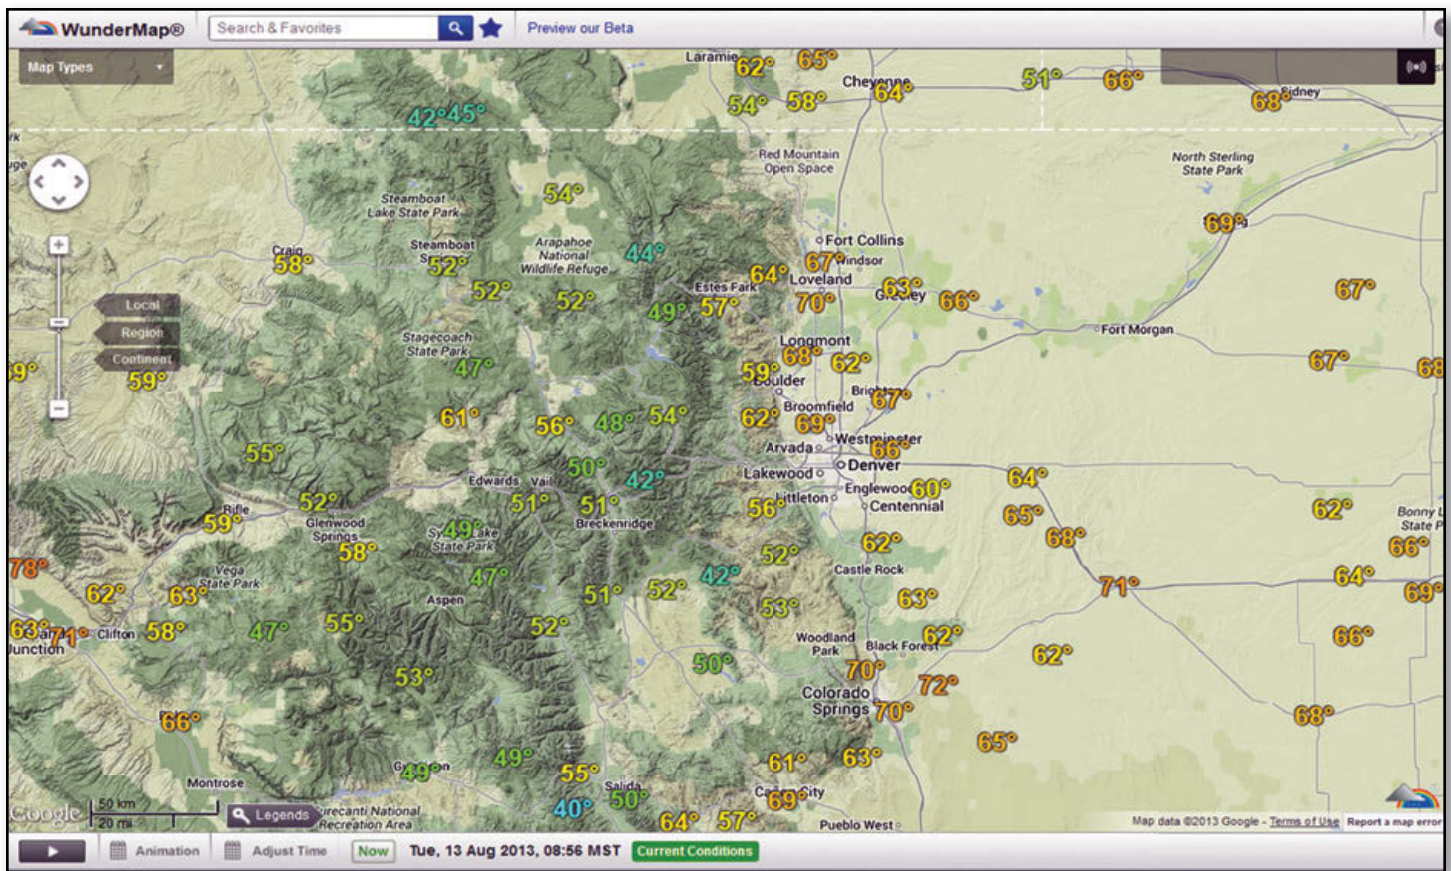 WunderMap®
Search & Favorites
Preview our Beta
Map Types
Laramie
62°
65°
Cheyenne
64°
51°
66°
68°
Sidney
42°
45°
54°
58°
Red Mountain
Open Space
North Sterling
State Park
Steamboat
Lake State Park
54°
69°
Craig
58°
Steamboat
52°
Arapahoe
National
Wildlife Refuge
44°
Fort Collins
67°
64°
Loveland
Estes Park
57°
70°
63°
66°
67°
52°
52°
49°
Local
Region
Continent
Stagecoach
State Park
47°
Fort Morgan
Longmont
68°
62°
67°
68
59°
59°
Boulder
67°
Broomfield
62°
69°
61°
56°
48°
54°
Westminster
66°
Arvada
Denver
Lakewood
55°
50°
42°
64°
Edwards
Vail
Englewood
60°
Littleton
Centennial
56°
51°
51°
Breckenridge
52°
Glenwood
Springs
Rifle
59°
49°
State Park
58°
65°
68°
62°
62°
Bonny
State P
66°
78°
Vega
State Park
62°
63°
47°
Aspen
52°
42°
Castle Rock
71°
64°
69°
51°
52°
53°
63°
63°
71°
Junction
Clifton
58°
47°
55°
52°
Woodland
Park
Black Forest
62°
62°
66°
50°
70°
53°
72°
Colorado
Springs
70°
66°
68°
65°
Montrose
49°
49°
55°
61°
63°
Salida
50°
69°
40°
64°
57°
Pueblo West
Google
50 km
20 mi
Legends
urecanti National
Recreation Area
Map data ©2013 Google - Terms of Use
Report a map error
Animation
Adjust Time
Now
Tue, 13 Aug 2013, 08:56 MST
Current Conditions